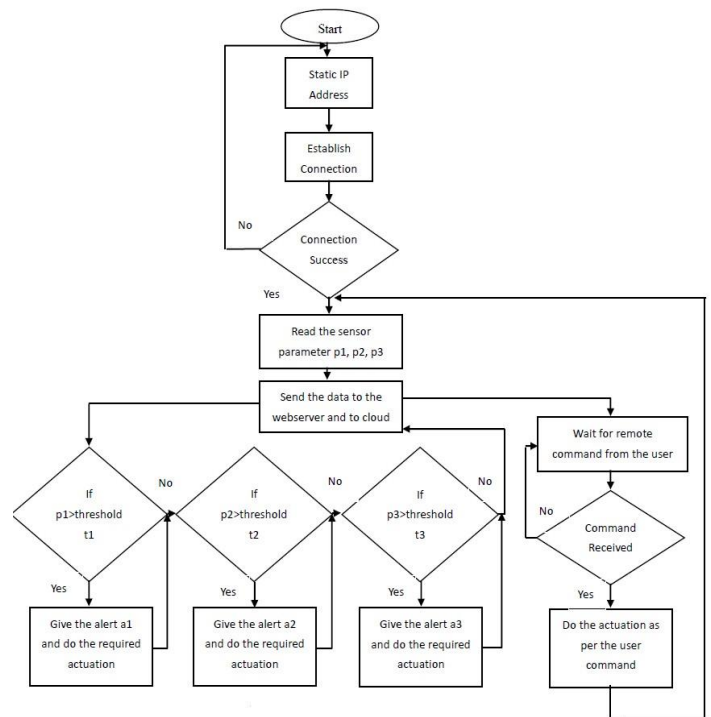 Start
Static IP
Address
Establish
Connection
No
Connection
Success
Yes
Read the sensor
parameter p1, p2, p3
Send the data to the
webserver and to cloud
Wait for remote
command from the user
If
p1>threshold
t1
No
If
p2>threshold
t2
No
If
p3>threshold
t3
No
No
Command
Received
Yes
Yes
Yes
Yes
Give the alert a1
and do the required
actuation
Give the alert a2
and do the required
actuation
Give the alert a3
and do the required
actuation
Do the actuation as
per the user
command